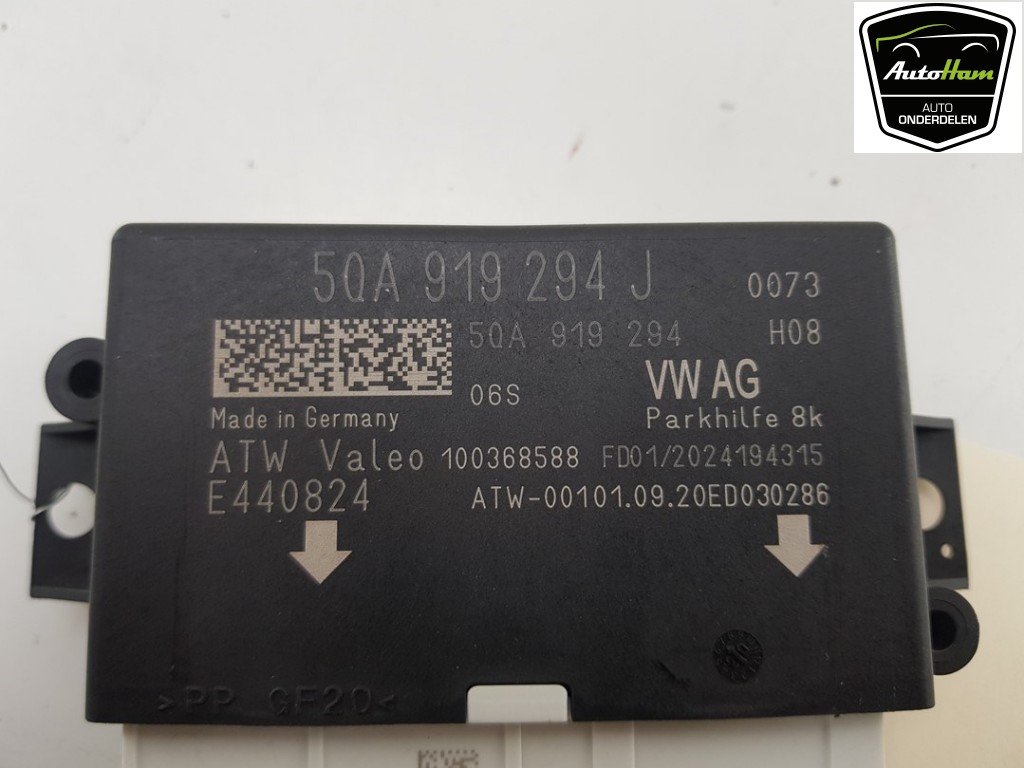 AutoHam
AUTO
ONDERDELEN
5QA 919 294 J 0073
5QA 919 294 H08
06S VW AG
Made in Germany Parkhilfe 8k
ATW Valeo 100368588 FD01/2024194315
E440824 ATW-00101.09.20ED030286
>PP GF20<